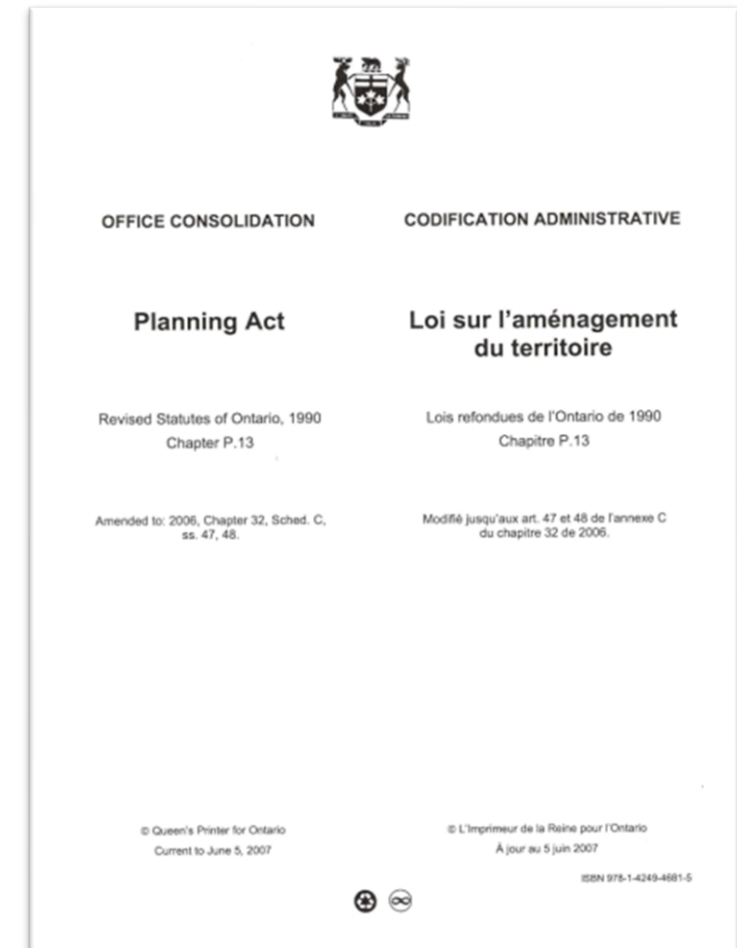 OFFICE CONSOLIDATION
Planning Act
Revised Statutes of Ontario, 1990
Chapter P.13
Amended to: 2006, Chapter 32, Sched. C,
ss. 47, 48.
© Queen's Printer for Ontario
Current to June 5, 2007
CODIFICATION ADMINISTRATIVE
Loi sur l'aménagement
du territoire
Lois refondues de l'Ontario de 1990
Chapitre P.13
Modifié jusqu'aux art. 47 et 48 de l'annexe C
du chapitre 32 de 2006.
© L'Imprimeur de la Reine pour l'Ontario
À jour au 5 juin 2007
ISBN 978-1-4249-4681-5